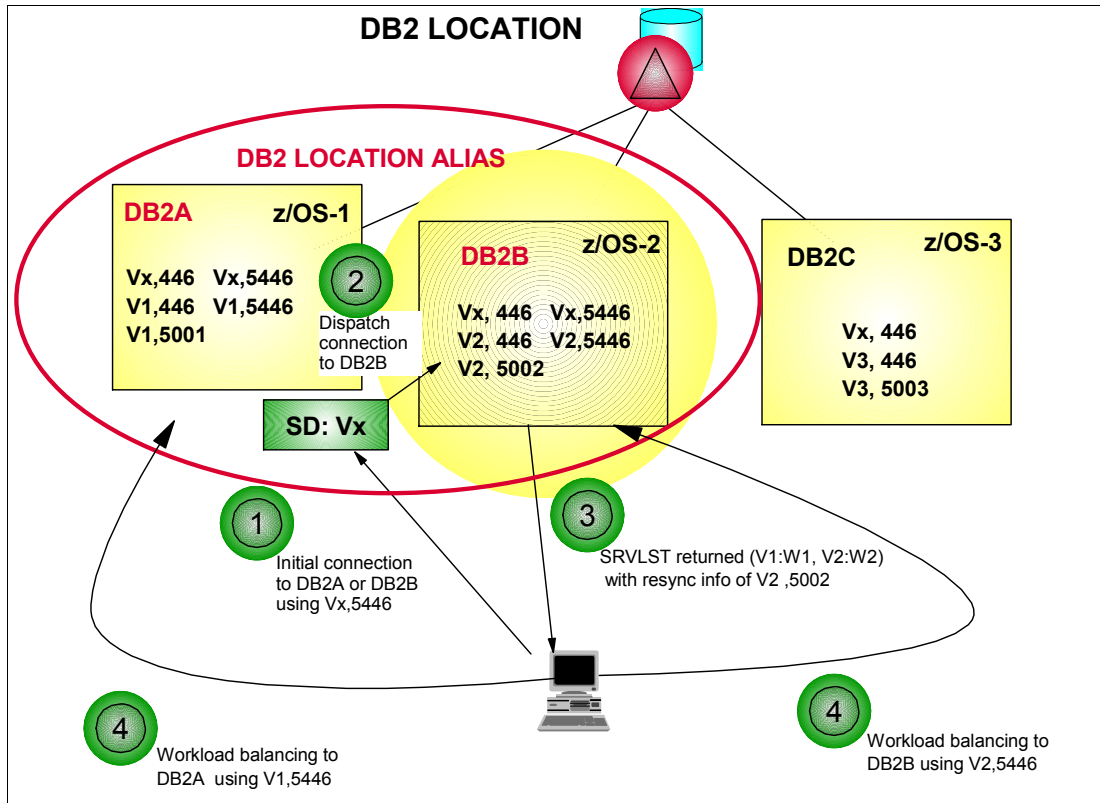 DB2 LOCATION
DB2 LOCATION ALIAS
DB2A z/OS-1
Vx,446 Vx,5446
V1,446 V1,5446
V1,5001
2
Dispatch
connection
to DB2B
z/OS-2
DB2B
Vx, 446 Vx,5446
V2, 446 V2,5446
V2, 5002
z/OS-3
DB2C
Vx, 446
V3, 446
V3, 5003
SD: Vx
1
Initial connection
to DB2A or DB2B
using Vx,5446
3
SRVLST returned (V1:W1, V2:W2)
with resync info of V2 ,5002
4
Workload balancing to
DB2A using V1,5446
4
Workload balancing to
DB2B using V2,5446